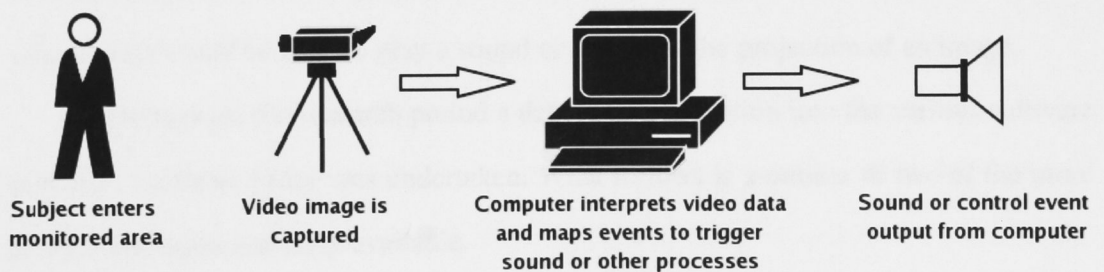 Subject enters
monitored area
Video image is
captured
Computer interprets video data
and maps events to trigger
sound or other processes
Sound or control event
output from computer